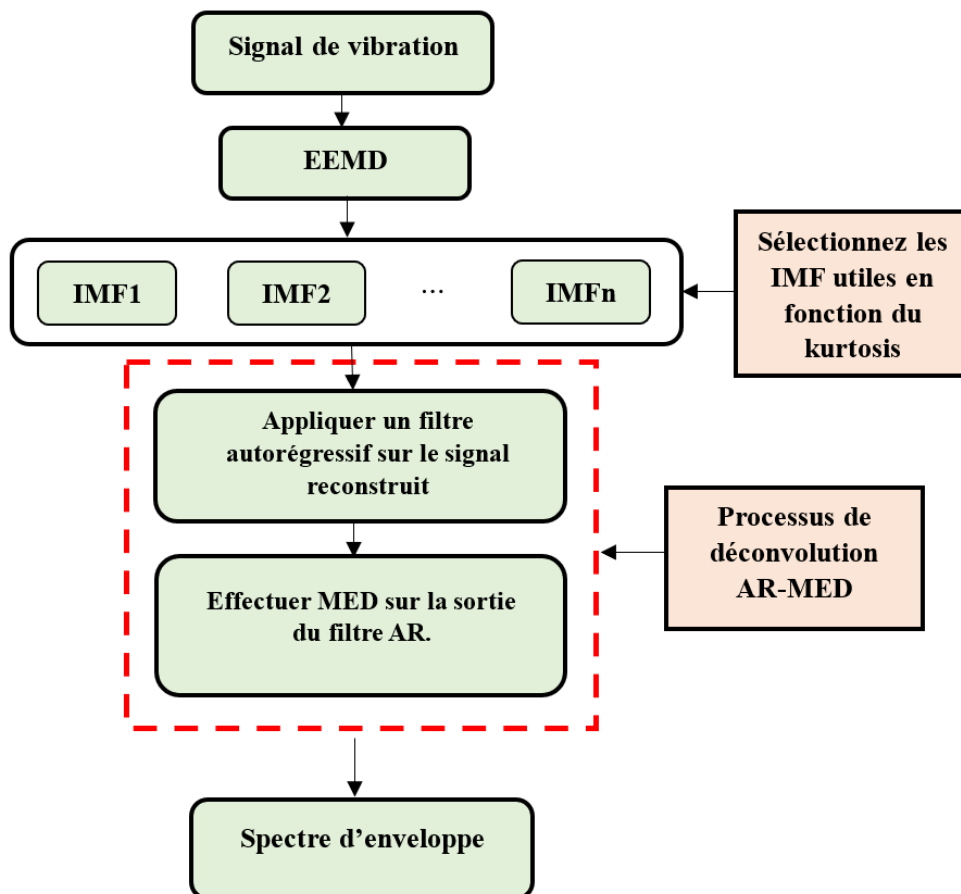 Signal de vibration
EEMD
IMF1 IMF2 ... IMFn
Sélectionnez les
IMF utiles en
fonction du
kurtosis
Appliquer un filtre
autorégressif sur le signal
reconstruit
Effectuer MED sur la sortie
du filtre AR.
Processus de
déconvolution
AR-MED
Spectre d’enveloppe